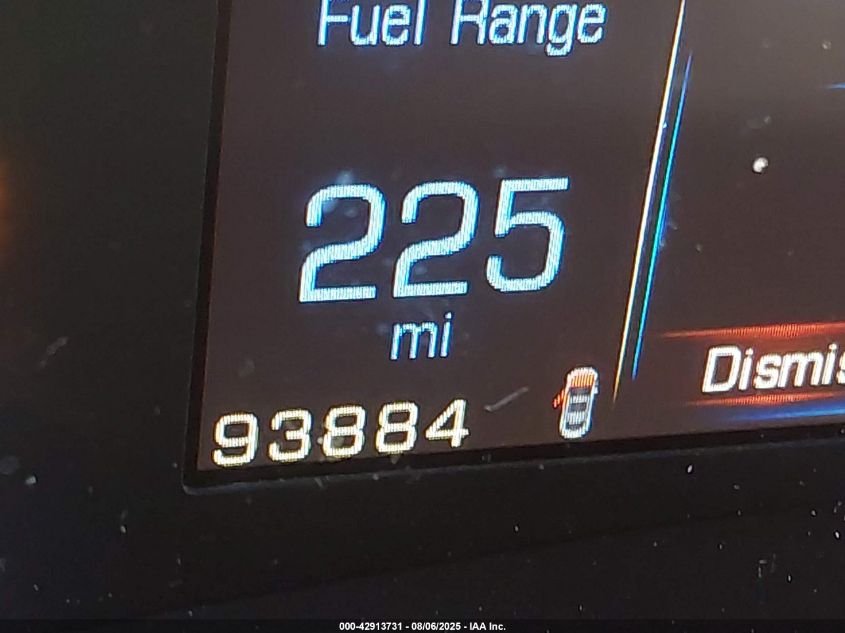 Fuel Range
225
mi
Dismis
93884
000-42913731 - 08/06/2025 - IAA Inc.